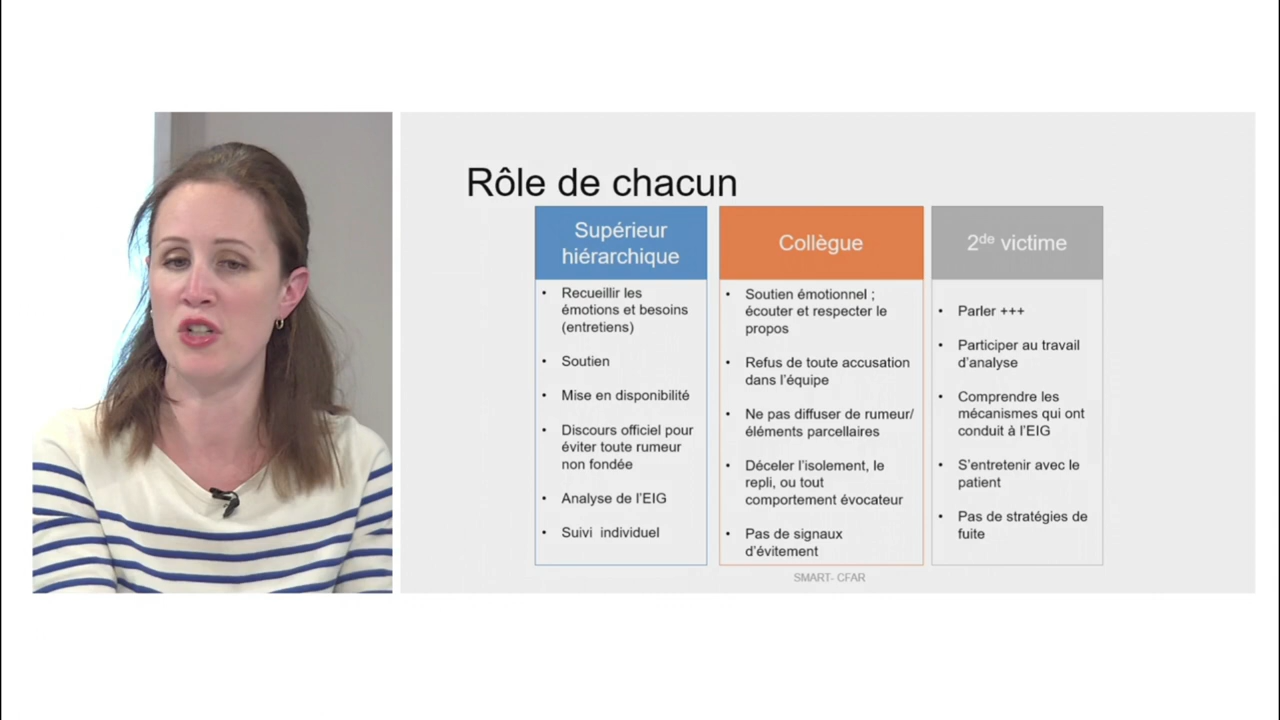 Rôle de chacun
Supérieur
hiérarchique
• Recueillir les
émotions et besoins
(entretiens)
• Soutien
• Mise en disponibilité
• Discours officiel pour
éviter toute rumeur
non fondée
• Analyse de l'EIG
• Suivi individuel
Collègue
• Soutien émotionnel ;
écouter et respecter le
propos
• Refus de toute accusation
dans l'équipe
• Ne pas diffuser de rumeur/
éléments parcellaires
• Déceler l'isolement, le
repli, ou tout
comportement évocateur
• Pas de signaux
d'évitement
2de victime
• Parler +++
• Participer au travail
d'analyse
• Comprendre les
mécanismes qui ont
conduit à l'EIG
• S'entretenir avec le
patient
• Pas de stratégies de
fuite
SMART- CFAR